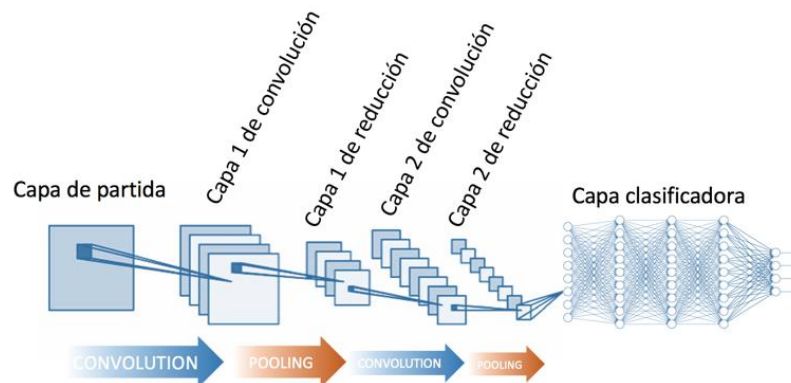 Capa de partida
Capa 1 de convolución
Capa 1 de reducción
Capa 2 de convolución
Capa 2 de reducción
Capa clasificadora
CONVOLUTION
POOLING
CONVOLUTION
POOLING